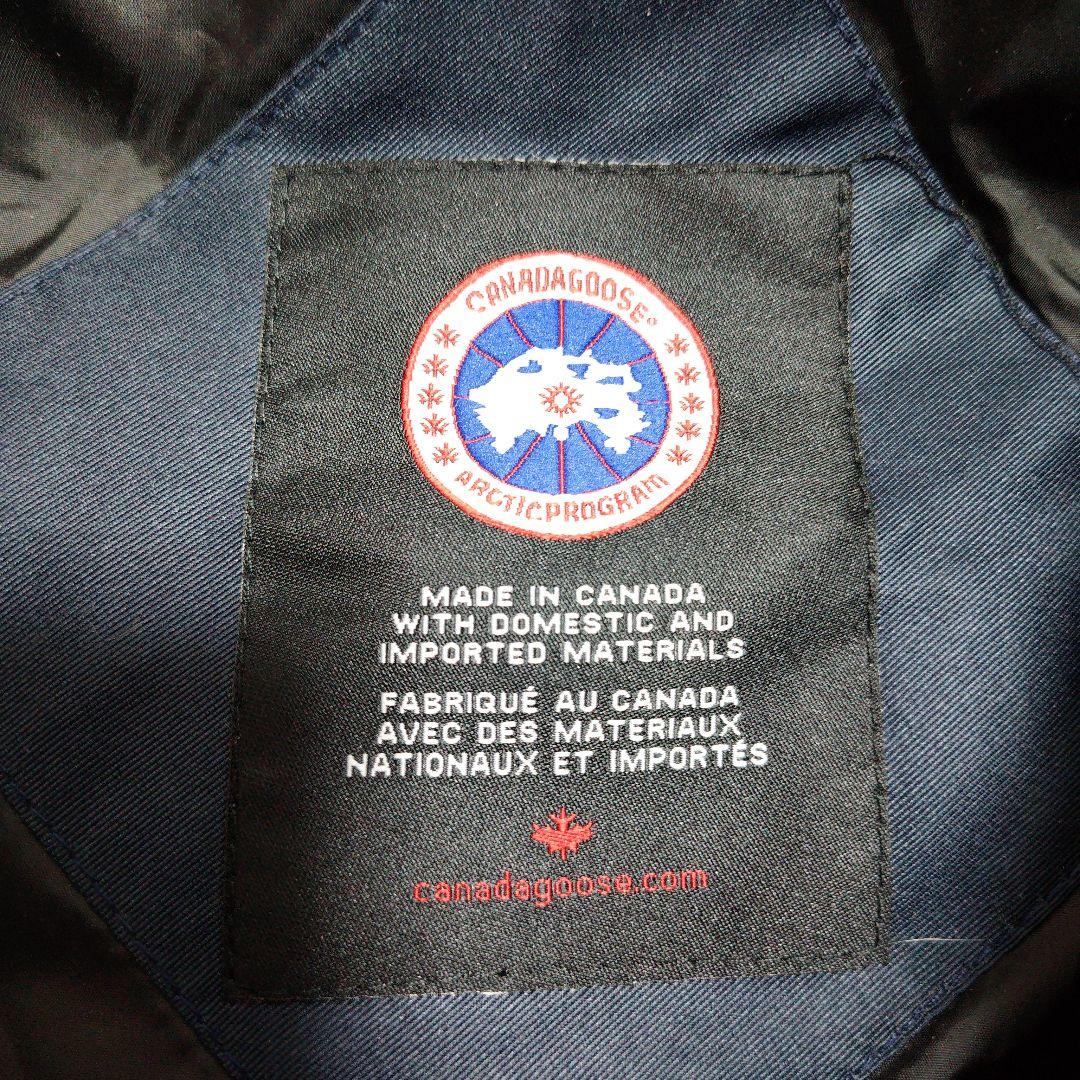 CANADA GOOSE®
ARCTIC PROGRAM
MADE IN CANADA
WITH DOMESTIC AND
IMPORTED MATERIALS
FABRIQUÉ AU CANADA
AVEC DES MATERIAUX
NATIONAUX ET IMPORTÉS
canadagoose.com